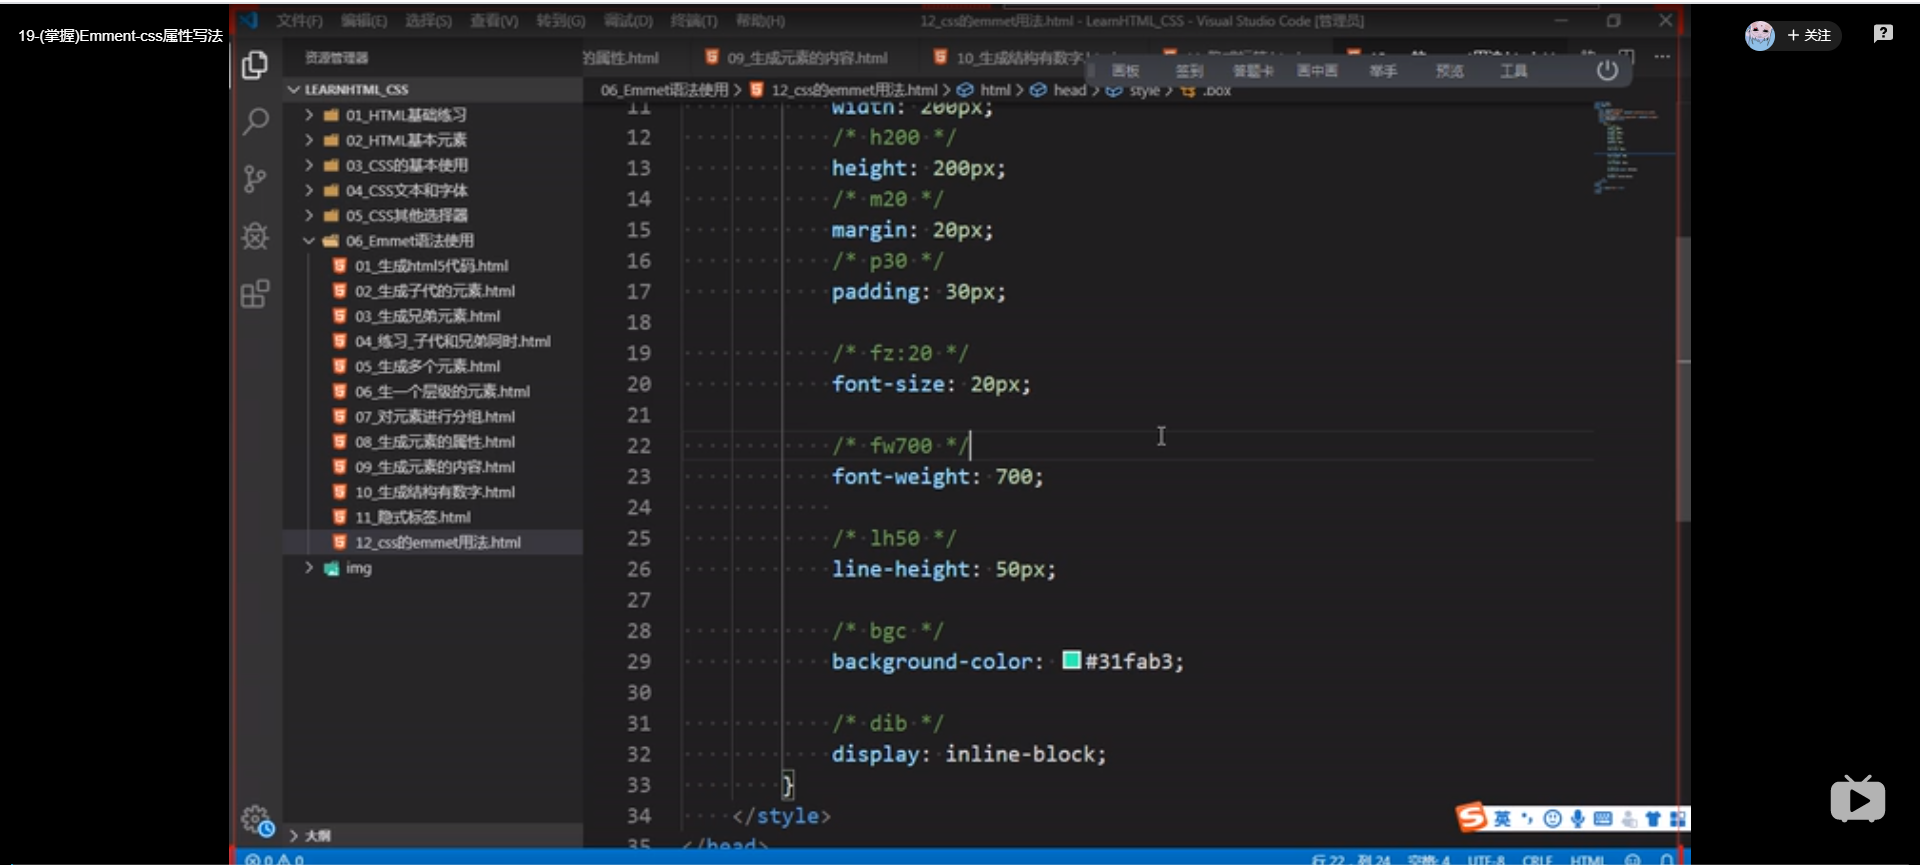 19-(掌握)Emment-css属性写法
+ 关注
文件(F) 编辑(E) 选择(S) 查看(V) 转到(G) 调试(D) 终端(T) 帮助(H)
12_css的emmet用法.html - LearnHTML_CSS - Visual Studio Code [管理员]
资源管理器
的属性.html 09_生成元素的内容.html 10_生成结构有数字
画板 签到 答题卡 画中画 举手 预览 工具
06_Emmet语法使用 > 12_css的emmet用法.html > html > head > style > .box
LEARNHTML_CSS
01_HTML基础练习
02_HTML基本元素
03_CSS的基本使用
04_CSS文本和字体
05_CSS其他选择器
06_Emmet语法使用
01_生成html5代码.html
02_生成子代的元素.html
03_生成兄弟元素.html
04_练习_子代和兄弟同时.html
05_生成多个元素.html
06_生一个层级的元素.html
07_对元素进行分组.html
08_生成元素的属性.html
09_生成元素的内容.html
10_生成结构有数字.html
11_隐式标签.html
12_css的emmet用法.html
img
大纲
11 width: 200px;
12 /* h200 */
13 height: 200px;
14 /* m20 */
15 margin: 20px;
16 /* p30 */
17 padding: 30px;
18
19 /* fz:20 */
20 font-size: 20px;
21
22 /* fw700 */
23 font-weight: 700;
24
25 /* lh50 */
26 line-height: 50px;
27
28 /* bgc */
29 background-color: #31fab3;
30
31 /* dib */
32 display: inline-block;
33 }
34 </style>
35 </head>
英
0 0 行 22，列 24 空格: 4 UTF-8 CRLF HTML